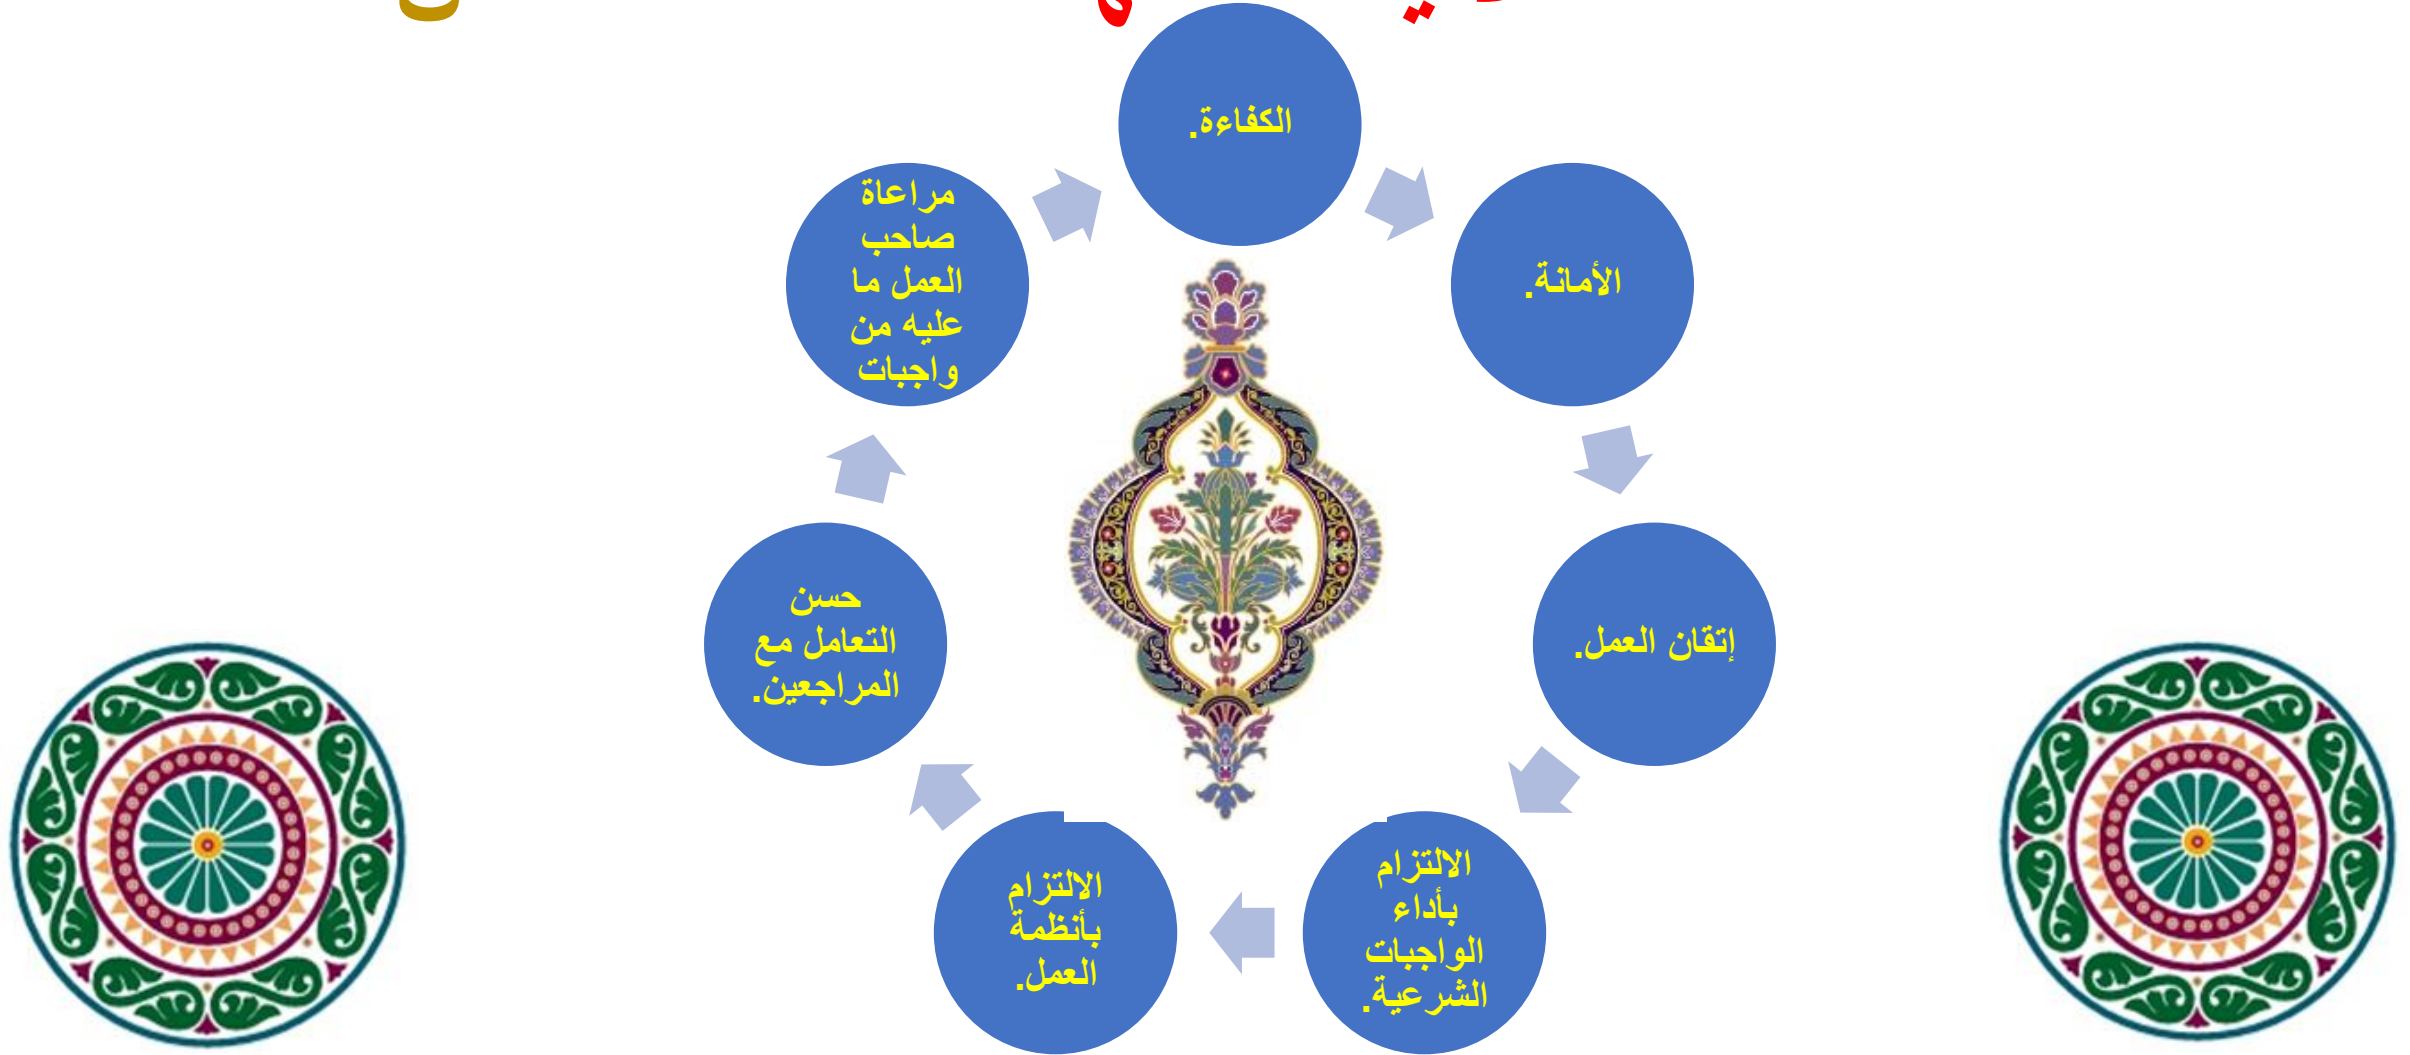 الكفاءة.
الأمانة.
إتقان العمل.
الالتزام
بأداء
الواجبات
الشرعية.
الالتزام
بأنظمة
العمل.
حسن
التعامل مع
المراجعين.
مراعاة
صاحب
العمل ما
عليه من
واجبات